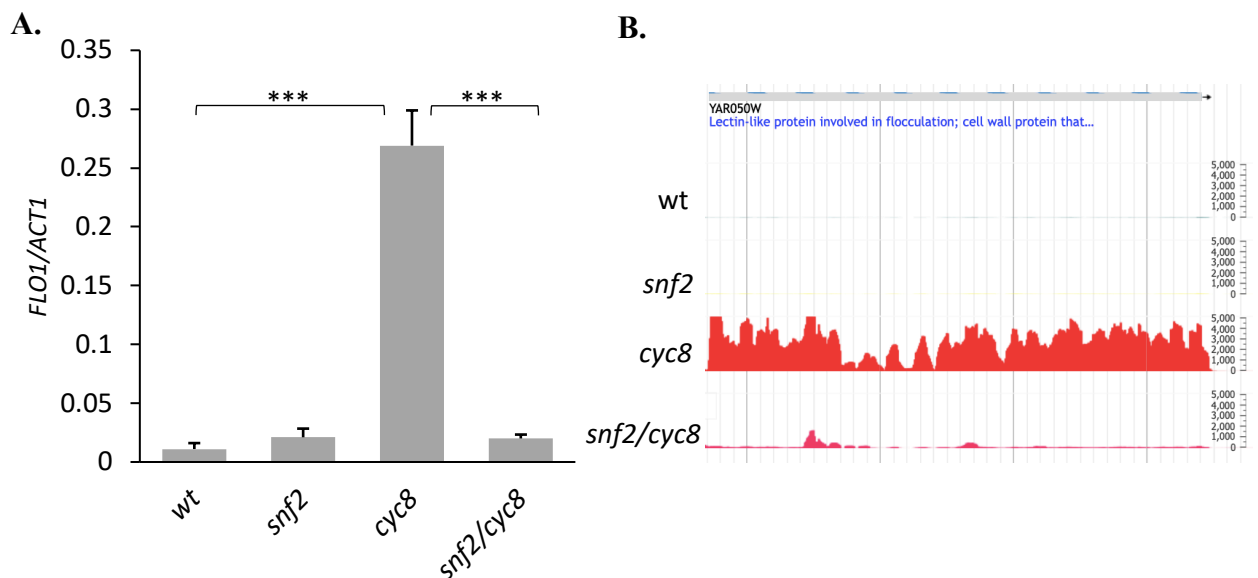 A.
0.35
0.3
0.25
0.2
0.15
0.1
0.05
0
FLO1/ACT1
***
***
wt
snf2
cyc8
snf2/cyc8
B.
YAR050W
Lectin-like protein involved in flocculation; cell wall protein that...
wt
5,000
4,000
3,000
2,000
1,000
0
snf2
5,000
4,000
3,000
2,000
1,000
0
cyc8
5,000
4,000
3,000
2,000
1,000
0
snf2/cyc8
5,000
4,000
3,000
2,000
1,000
0